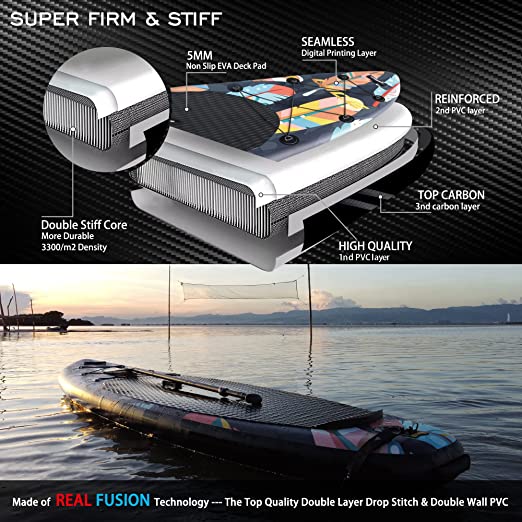 SUPER FIRM & STIFF
5MM
Non Slip EVA Deck Pad
SEAMLESS
Digital Printing Layer
REINFORCED
2nd PVC layer
TOP CARBON
3nd carbon layer
HIGH QUALITY
1nd PVC layer
Double Stiff Core
More Durable
3300/m2 Density
Made of REAL FUSION Technology --- The Top Quality Double Layer Drop Stitch & Double Wall PVC